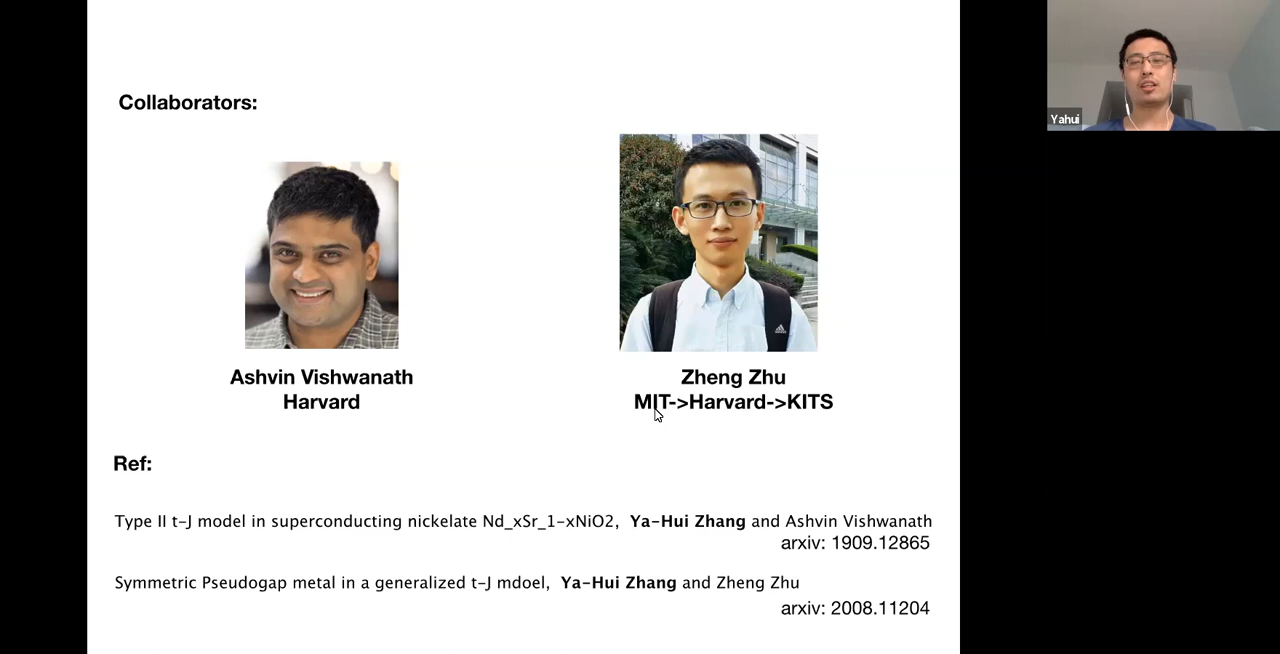 Collaborators:
Yahui
Ashvin Vishwanath
Harvard
Zheng Zhu
MIT->Harvard->KITS
Ref:
Type II t-J model in superconducting nickelate Nd_xSr_1-xNiO2, Ya-Hui Zhang and Ashvin Vishwanath
arxiv: 1909.12865
Symmetric Pseudogap metal in a generalized t-J mdoel, Ya-Hui Zhang and Zheng Zhu
arxiv: 2008.11204